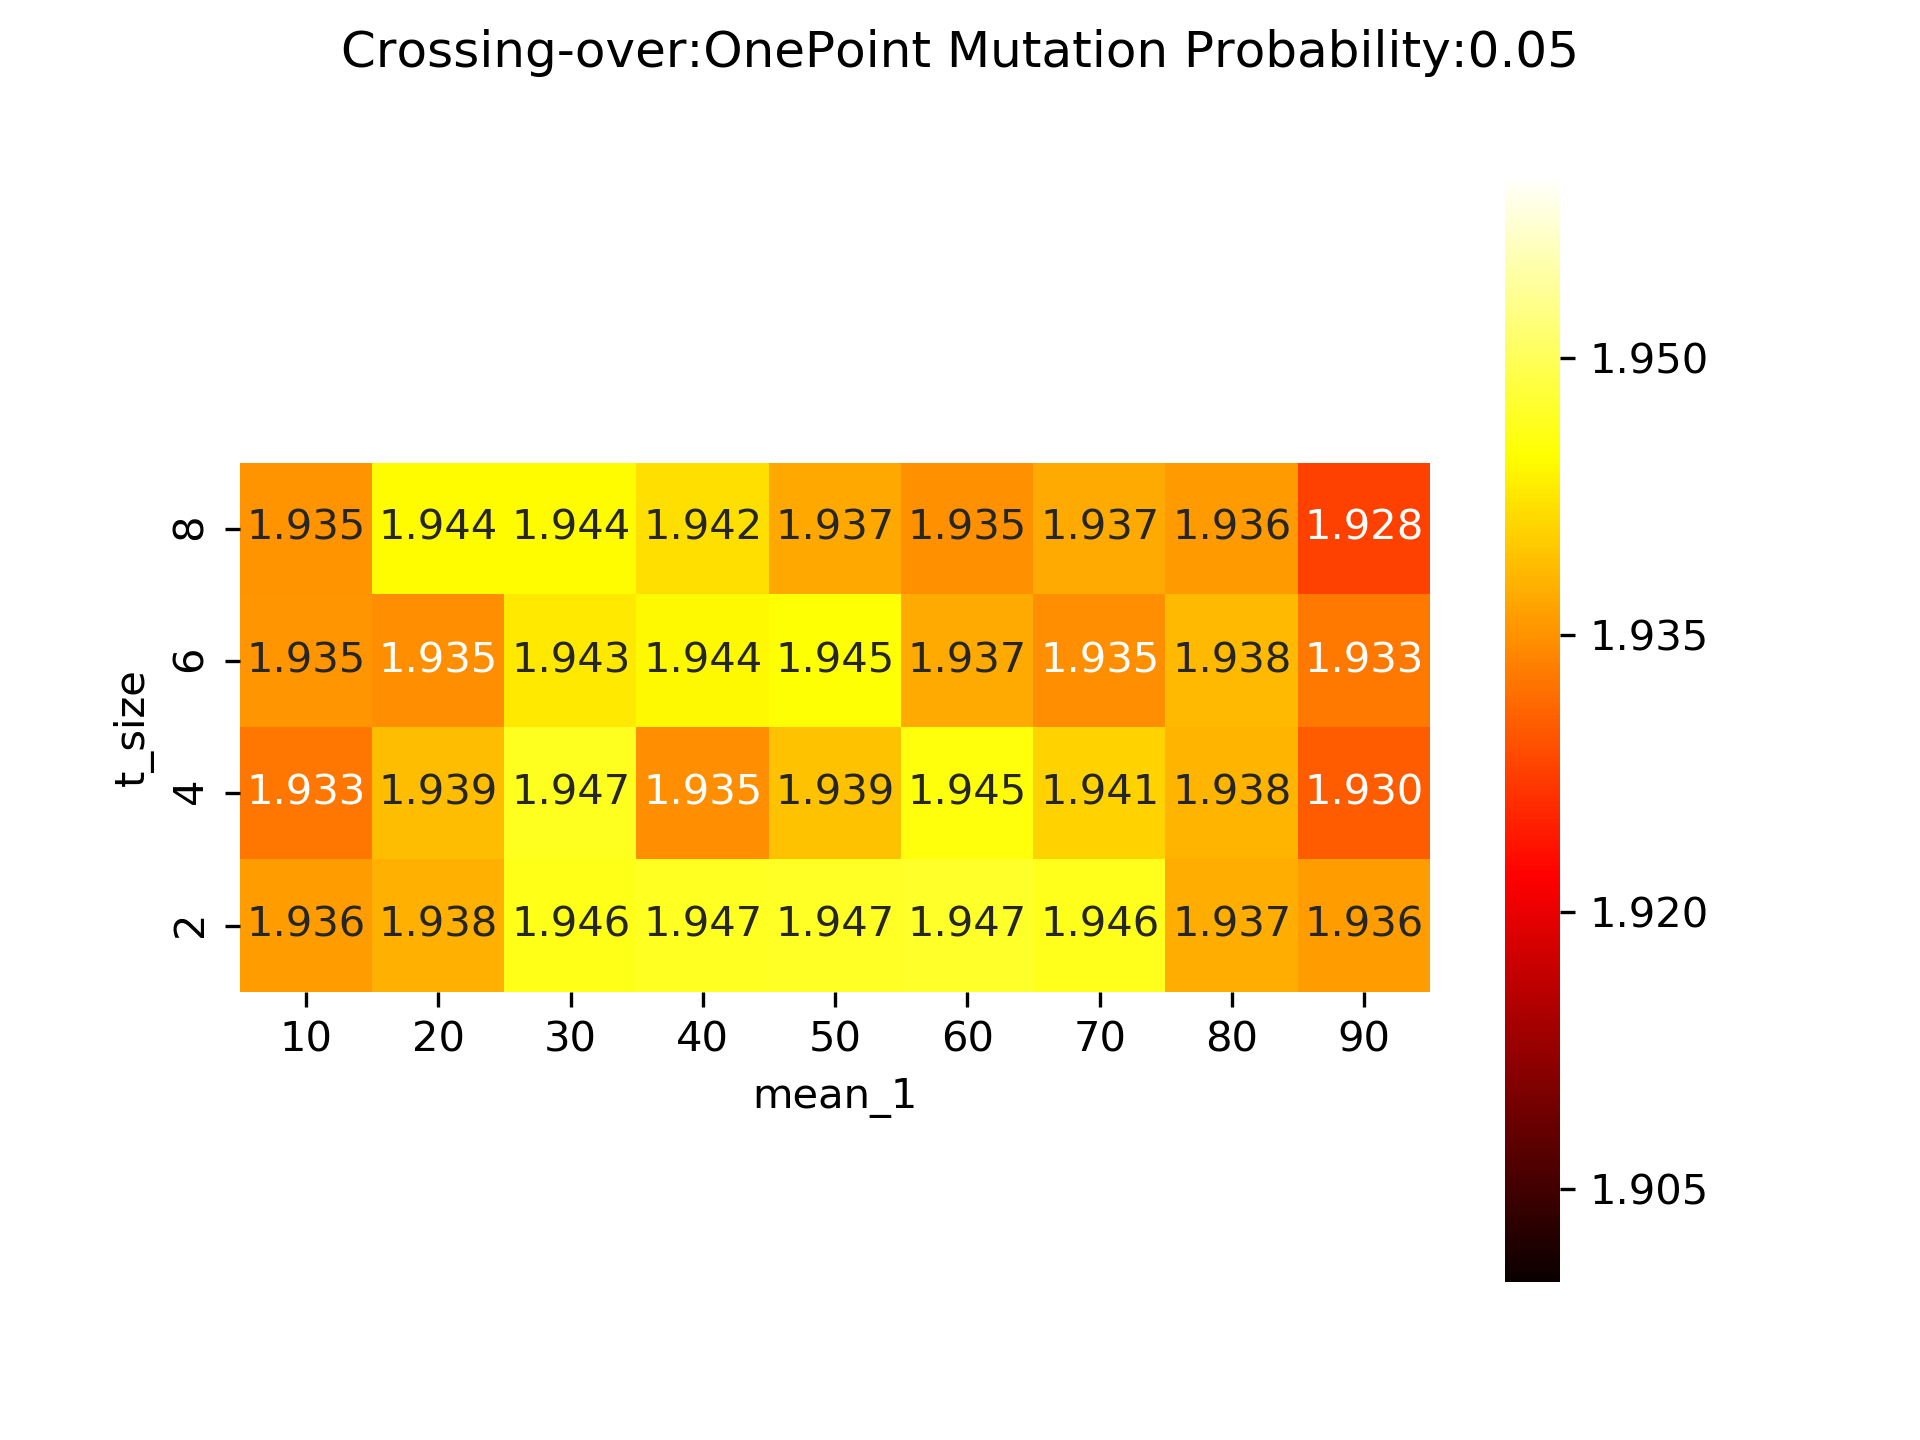 Crossing-over:OnePoint Mutation Probability:0.05
1.950
1.935
1.920
1.905
t_size
8 1.935 1.944 1.944 1.942 1.937 1.935 1.937 1.936 1.928
6 1.935 1.935 1.943 1.944 1.945 1.937 1.935 1.938 1.933
4 1.933 1.939 1.947 1.935 1.939 1.945 1.941 1.938 1.930
2 1.936 1.938 1.946 1.947 1.947 1.947 1.946 1.937 1.936
10 20 30 40 50 60 70 80 90
mean_1